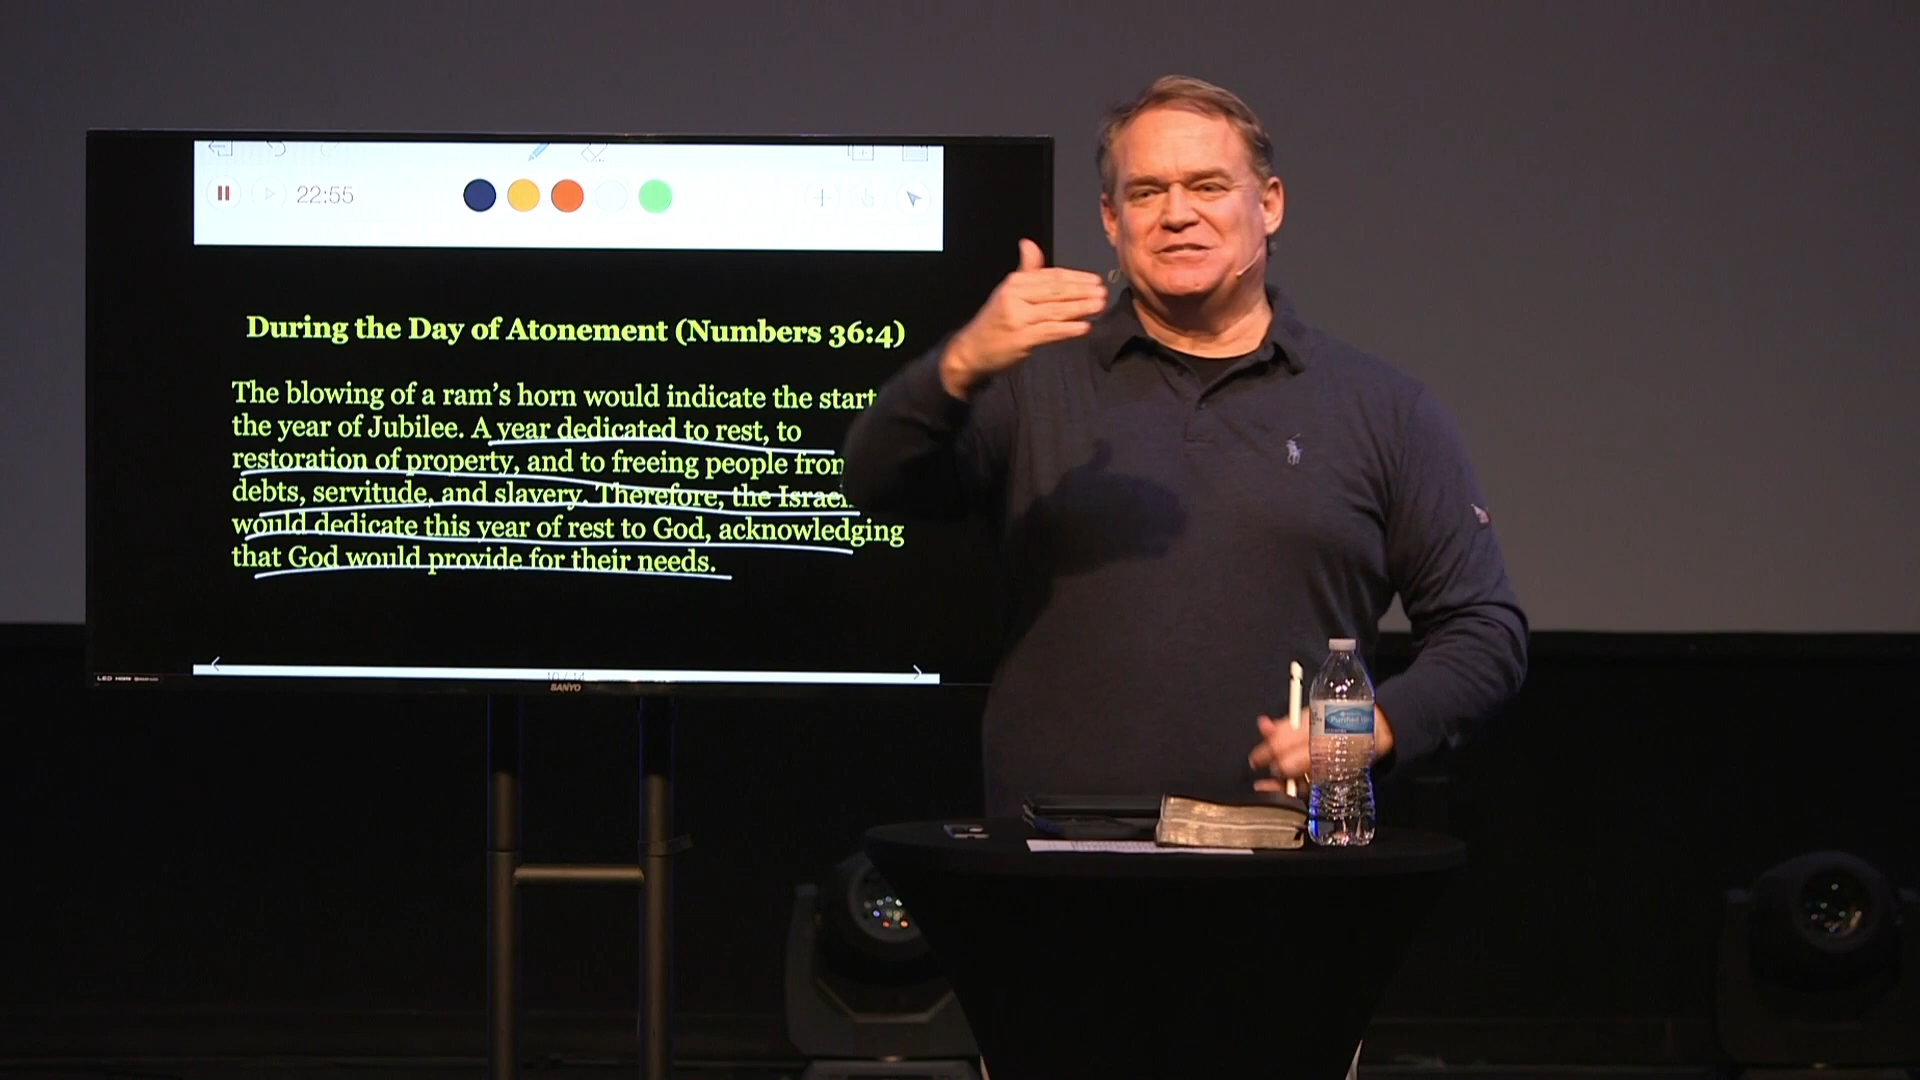 22:55
During the Day of Atonement (Numbers 36:4)
The blowing of a ram's horn would indicate the start
the year of Jubilee. A year dedicated to rest, to
restoration of property, and to freeing people from
debts, servitude, and slavery. Therefore, the Israel
would dedicate this year of rest to God, acknowledging
that God would provide for their needs.
SANYO
Purified